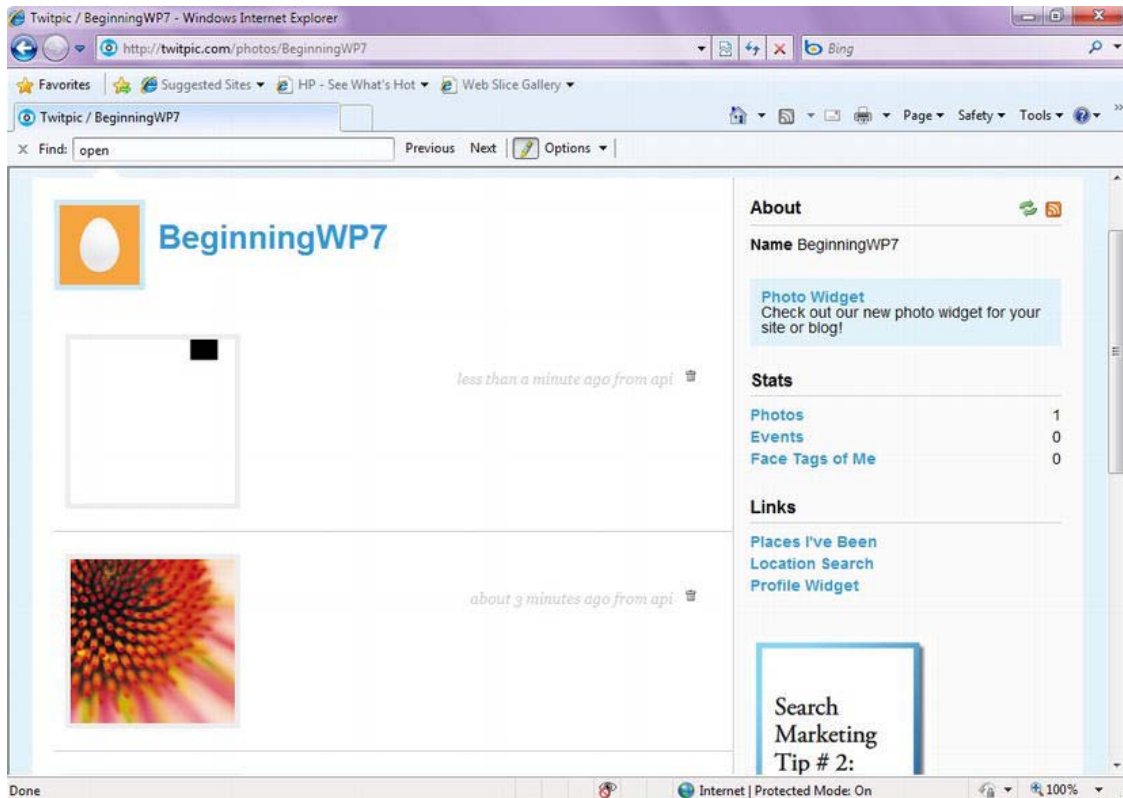 Twitpic / BeginningWP7 - Windows Internet Explorer
http://twitpic.com/photos/BeginningWP7
Bing
Favorites Suggested Sites HP - See What's Hot Web Slice Gallery
Twitpic / BeginningWP7 Page Safety Tools
x Find: open Previous Next Options
BeginningWP7
less than a minute ago from api
about 3 minutes ago from api
About
Name BeginningWP7
Photo Widget
Check out our new photo widget for your
site or blog!
Stats
Photos 1
Events 0
Face Tags of Me 0
Links
Places I've Been
Location Search
Profile Widget
Search
Marketing
Tip # 2:
Done Internet | Protected Mode: On 100%